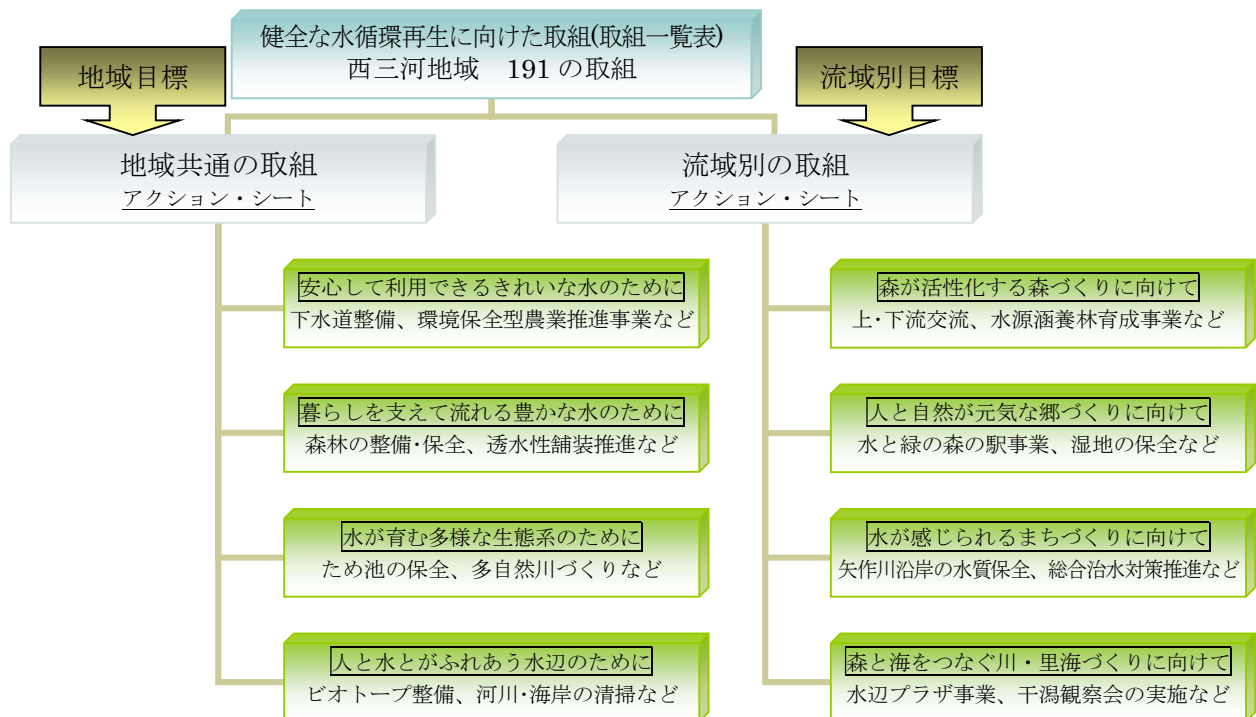 健全な水循環再生に向けた取組(取組一覧表)
西三河地域　191 の取組
地域目標
流域別目標
地域共通の取組
アクション・シート
流域別の取組
アクション・シート
安心して利用できるきれいな水のために
下水道整備、環境保全型農業推進事業など
暮らしを支えて流れる豊かな水のために
森林の整備･保全、透水性舗装推進など
水が育む多様な生態系のために
ため池の保全、多自然川づくりなど
人と水とがふれあう水辺のために
ビオトープ整備、河川･海岸の清掃など
森が活性化する森づくりに向けて
上･下流交流、水源涵養林育成事業など
人と自然が元気な郷づくりに向けて
水と緑の森の駅事業、湿地の保全など
水が感じられるまちづくりに向けて
矢作川沿岸の水質保全、総合治水対策推進など
森と海をつなぐ川・里海づくりに向けて
水辺プラザ事業、干潟観察会の実施など